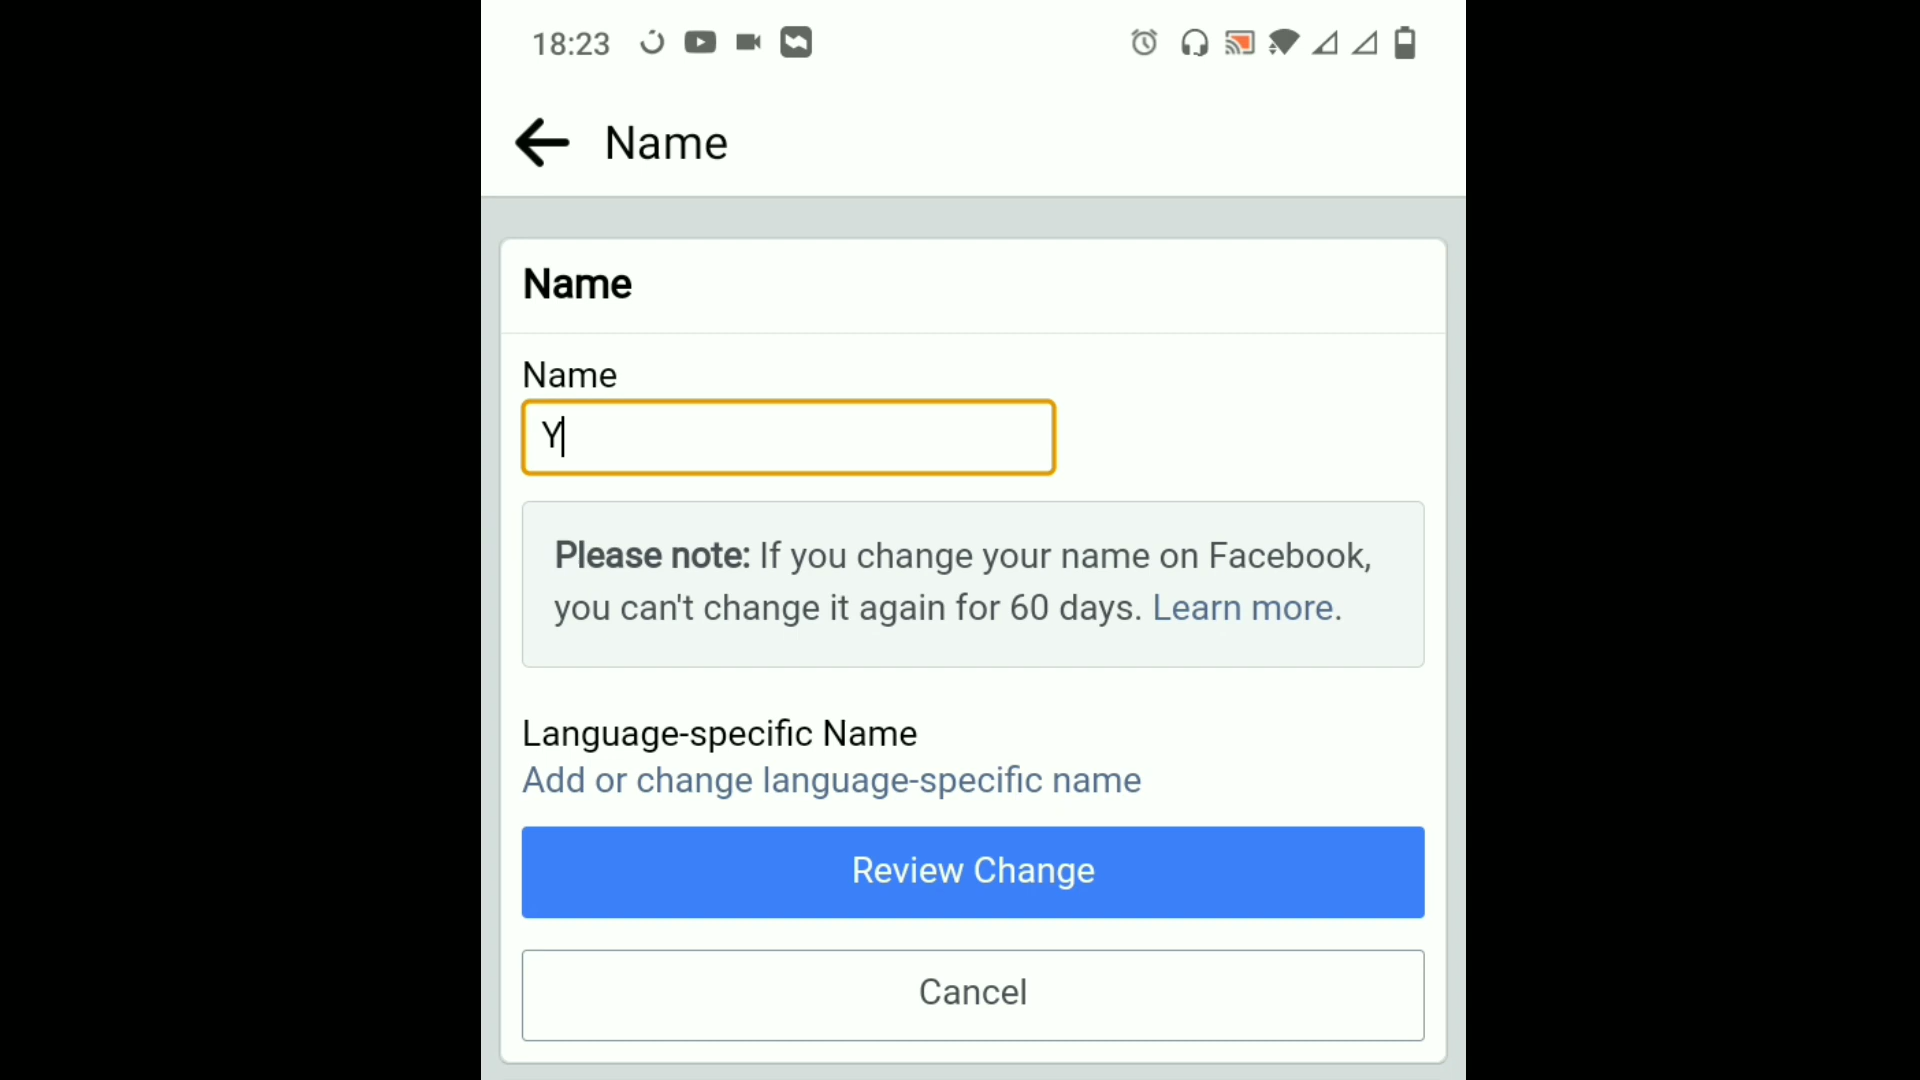 18:23
Name
Name
Name
Y
Please note: If you change your name on Facebook,
you can't change it again for 60 days. Learn more.
Language-specific Name
Add or change language-specific name
Review Change
Cancel